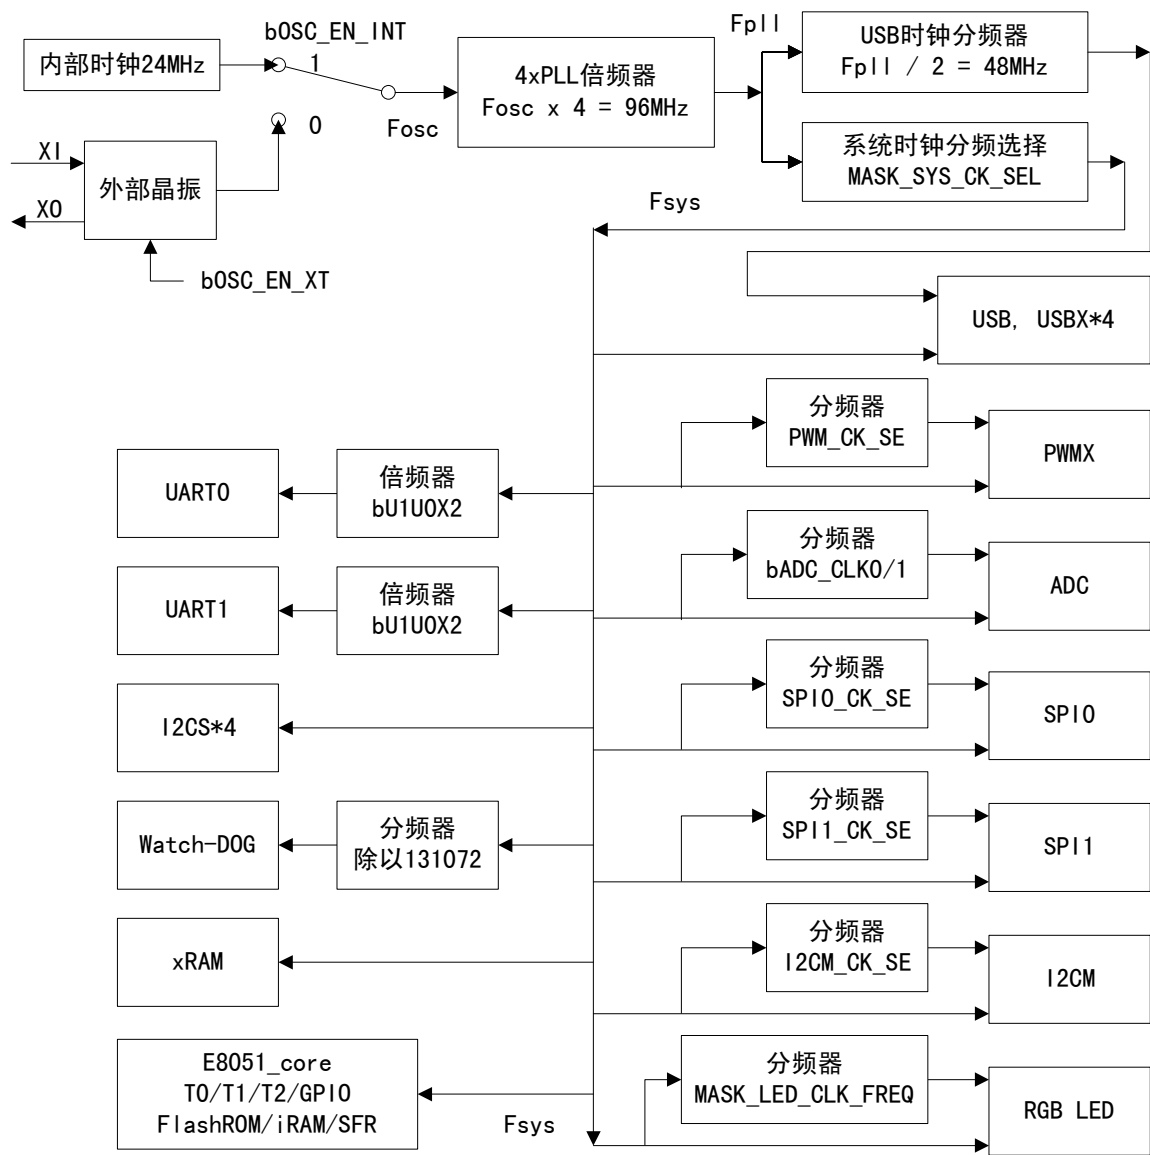 bOSC_EN_INT
内部时钟24MHz
1
0
Fosc
4xPLL倍频器
Fosc x 4 = 96MHz
Fpll
USB时钟分频器
Fpll / 2 = 48MHz
系统时钟分频选择
MASK_SYS_CK_SEL
XI
XO
外部晶振
bOSC_EN_XT
Fsys
USB, USBX*4
分频器
PWM_CK_SE
PWMX
UART0
倍频器
bU1U0X2
分频器
bADC_CLK0/1
ADC
UART1
倍频器
bU1U0X2
分频器
SPI0_CK_SE
SPI0
I2CS*4
分频器
SPI1_CK_SE
SPI1
Watch-DOG
分频器
除以131072
分频器
I2CM_CK_SE
I2CM
xRAM
E8051_core
T0/T1/T2/GPIO
FlashROM/iRAM/SFR
Fsys
分频器
MASK_LED_CLK_FREQ
RGB LED